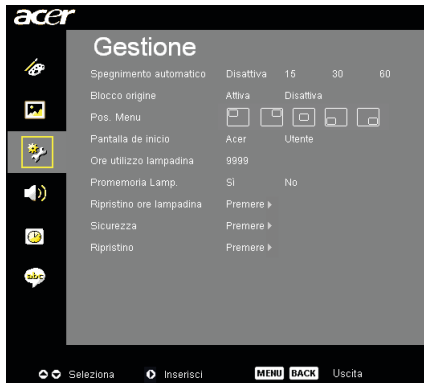 acer
Gestione
Spegnimento automatico Disattiva 15 30 60
Blocco origine Attiva Disattiva
Pos. Menu
Pantalla de inicio Acer Utente
Ore utilizzo lampadina 9999
Promemoria Lamp. Sì No
Ripristino ore lampadina Premere
Sicurezza Premere
Ripristino Premere
abc
Seleziona Inserisci MENU BACK Uscita